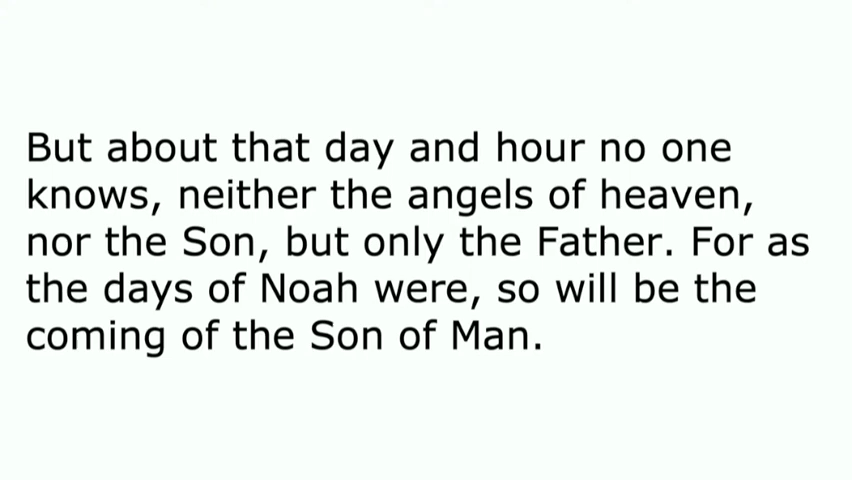 But about that day and hour no one
knows, neither the angels of heaven,
nor the Son, but only the Father. For as
the days of Noah were, so will be the
coming of the Son of Man.